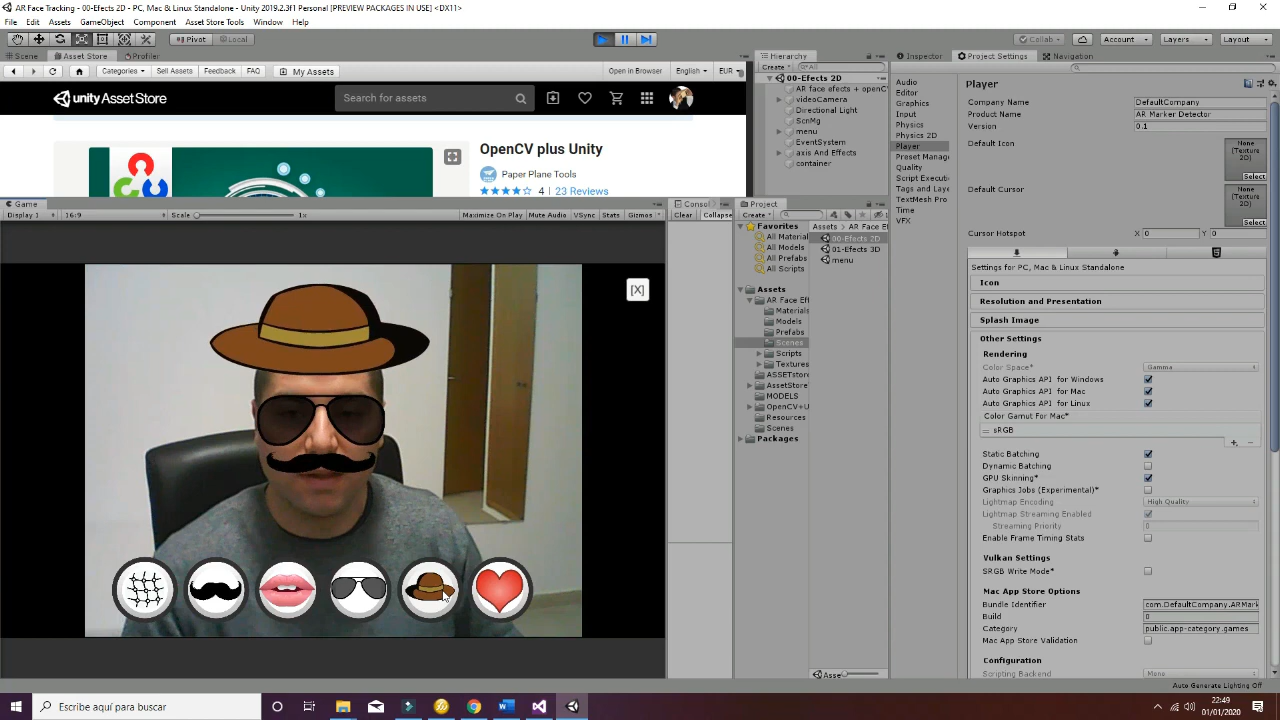 AR Face Tracking - 00-Efects 2D - PC, Mac & Linux Standalone - Unity 2019.2.3f1 Personal [PREVIEW PACKAGES IN USE] <DX11>
File Edit Assets GameObject Component Asset Store Tools Window Help
Pivot Local Collab Account Layers Layout
Scene Asset Store Profiler
Categories Sell Assets Feedback FAQ My Assets Open in Browser English EUR
unity Asset Store Search for assets
OpenCV plus Unity
Paper Plane Tools
4 | 23 Reviews
Hierarchy
Create All
00-Efects 2D
AR face efects + openC
videoCamera
Directional Light
ScnMg
menu
EventSystem
axis And Effects
container
Game
Display 1 16:9 Scale 1x Maximize On Play Mute Audio VSync Stats Gizmos
[X]
Consol
Clear Collapse
Project
Create
Favorites
All Material
All Models
All Prefabs
All Scripts
Assets
AR Face Eff
Materials
Models
Prefabs
Scenes
Scripts
Textures
ASSETstore
AssetStore
MODELS
OpenCV+U
Resources
Scenes
Packages
Assets AR Face E
00-Efects 2D
01-Efects 3D
menu
Asse
Inspector Project Settings Navigation
Audio
Editor
Graphics
Input
Physics
Physics 2D
Player
Preset Manag
Quality
Script Executi
Tags and Laye
TextMesh Pro
Time
VFX
Player
Company Name DefaultCompany
Product Name AR Marker Detector
Version 0.1
Default Icon
None
(Texture
2D)
Select
Default Cursor
None
(Texture
2D)
Select
Cursor Hotspot X 0 Y 0
Settings for PC, Mac & Linux Standalone
Icon
Resolution and Presentation
Splash Image
Other Settings
Rendering
Color Space* Gamma
Auto Graphics API for Windows
Auto Graphics API for Mac
Auto Graphics API for Linux
Color Gamut For Mac*
sRGB
Static Batching
Dynamic Batching
GPU Skinning*
Graphics Jobs (Experimental)*
Lightmap Encoding High Quality
Lightmap Streaming Enabled
Streaming Priority 0
Enable Frame Timing Stats
Vulkan Settings
SRGB Write Mode*
Mac App Store Options
Bundle Identifier com.DefaultCompany.ARMark
Build 0
Category public.app-category.games
Mac App Store Validation
Configuration
Scripting Backend Mono
Auto Generate Lighting Off
Escribe aquí para buscar
22:49
01/01/2020